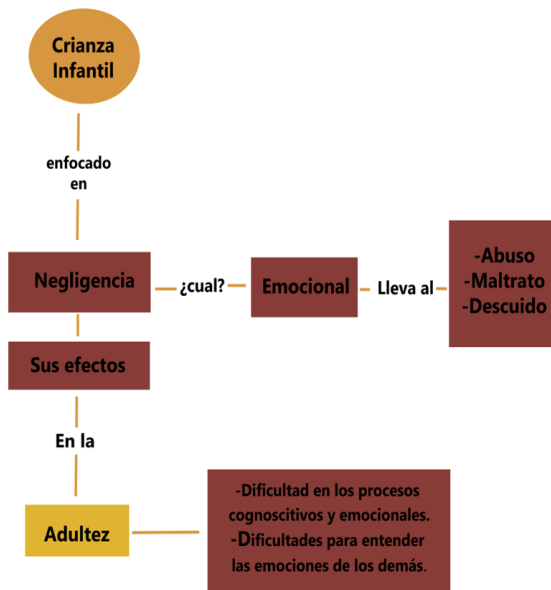 Crianza
Infantil
enfocado
en
Negligencia
¿cual?
Emocional
Lleva al
-Abuso
-Maltrato
-Descuido
Sus efectos
En la
Adultez
-Dificultad en los procesos
cognoscitivos y emocionales.
-Dificultades para entender
las emociones de los demás.